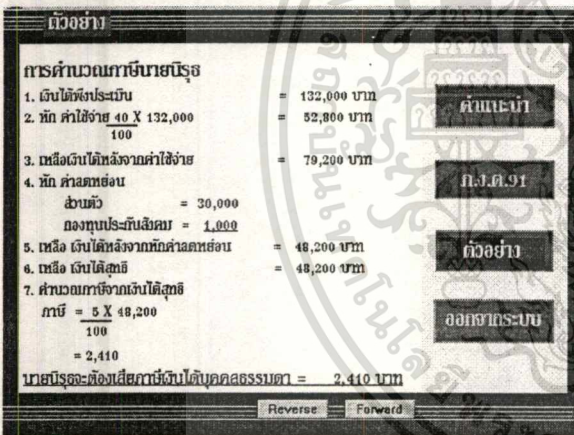 ตัวอย่าง
การคำนวณภาษีนายนิรุธ
1. เงินได้พึงประเมิน = 132,000 บาท
2. หัก ค่าใช้จ่าย 40 X 132,000 = 52,800 บาท
100
3. เหลือเงินได้หลังจากค่าใช้จ่าย = 79,200 บาท
4. หัก ค่าลดหย่อน
ส่วนตัว = 30,000
กองทุนประกันสังคม = 1,000
5. เหลือ เงินได้หลังจากหักค่าลดหย่อน = 48,200 บาท
6. เหลือ เงินได้สุทธิ = 48,200 บาท
7. คำนวณภาษีจากเงินได้สุทธิ
ภาษี = 5 X 48,200
100
= 2,410
นายนิรุธจะต้องเสียภาษีเงินได้บุคคลธรรมดา = 2,410 บาท
คำแนะนำ
ภ.ง.ด.91
ตัวอย่าง
ออกจากระบบ
Reverse Forward